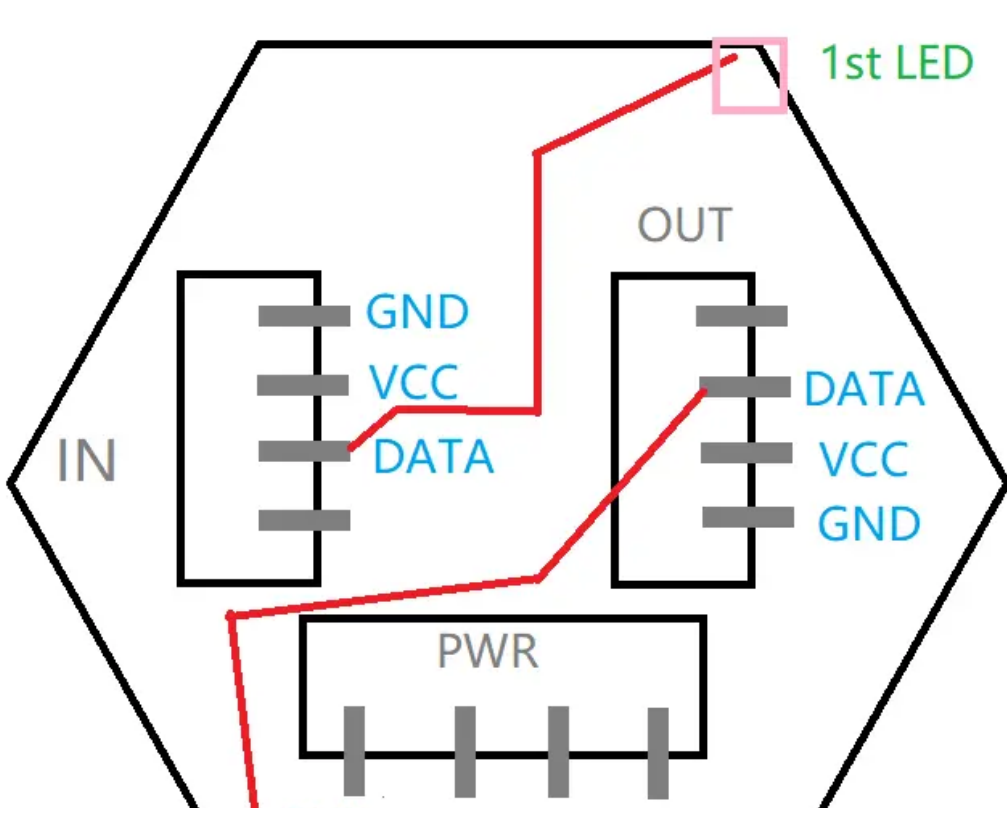 1st LED
OUT
GND
VCC
DATA
IN
DATA
VCC
GND
PWR